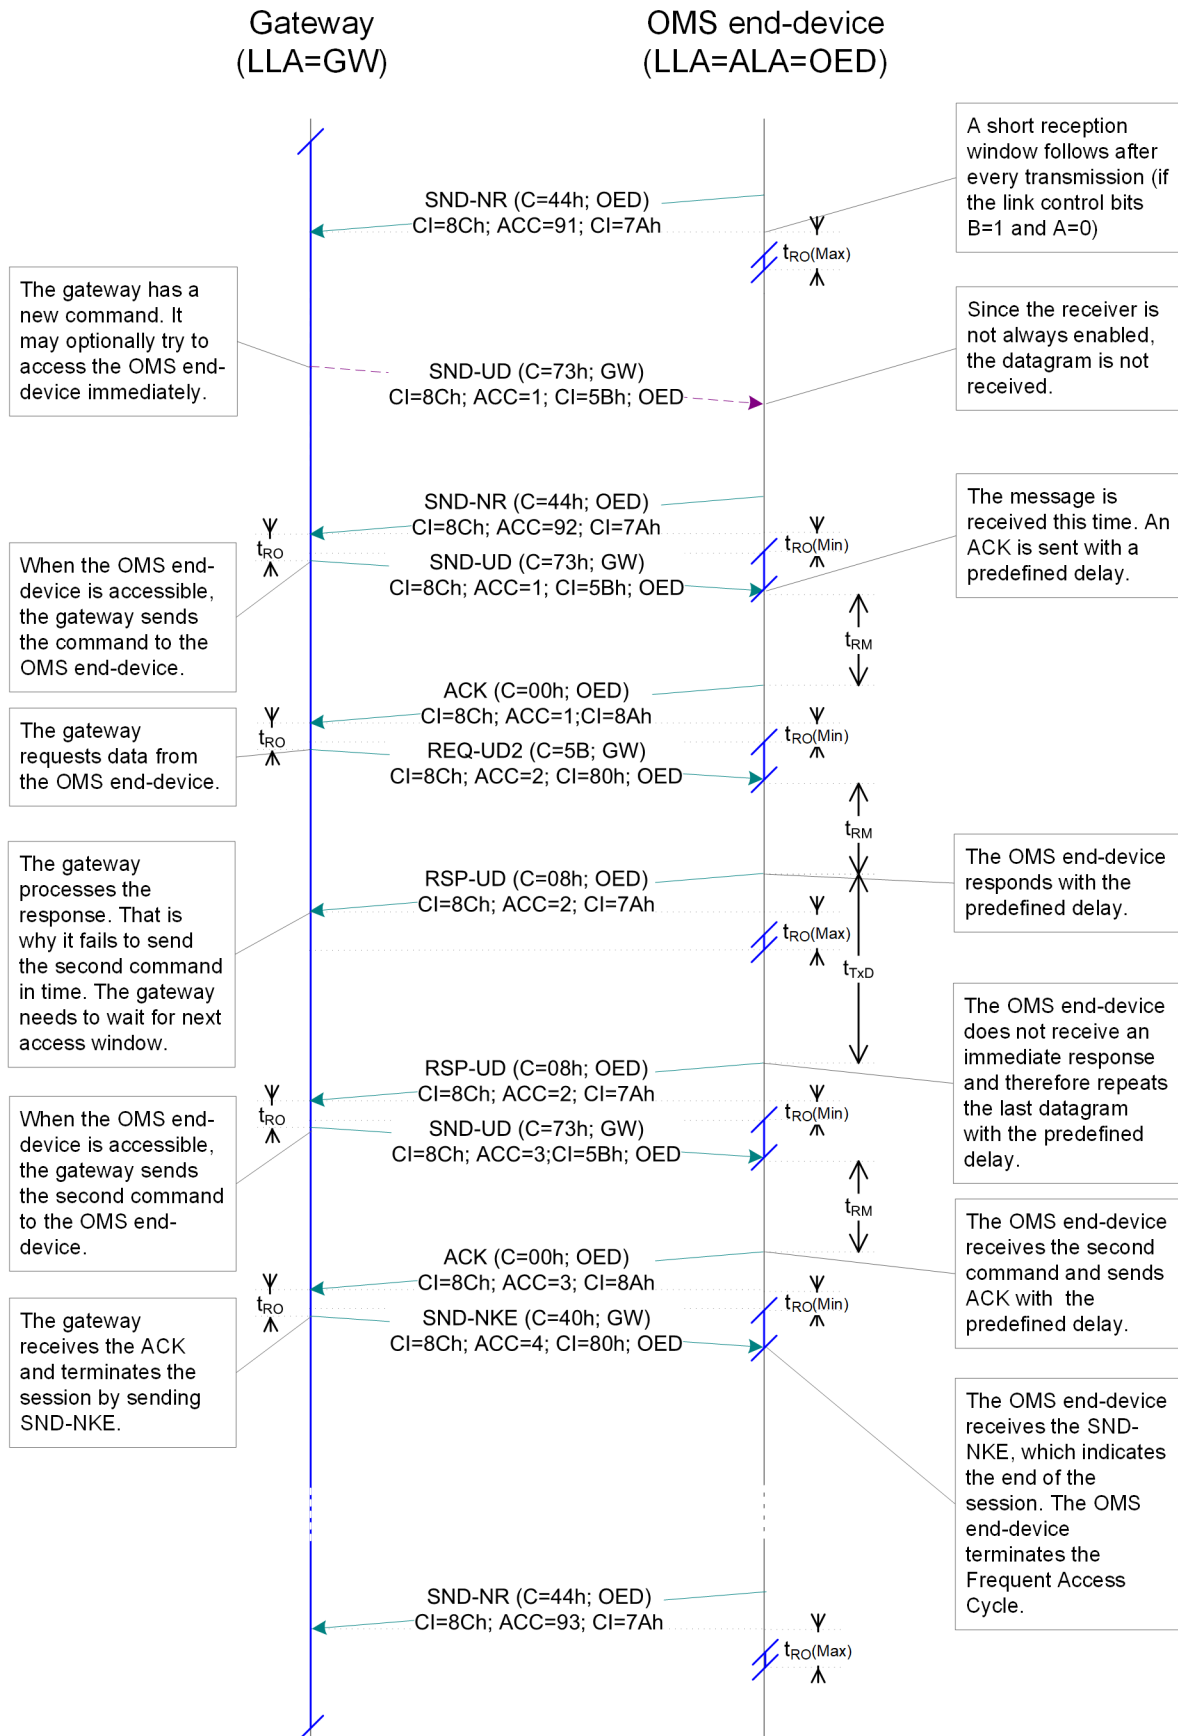 Gateway
(LLA=GW)
OMS end-device
(LLA=ALA=OED)
A short reception
window follows after
every transmission (if
the link control bits
B=1 and A=0)
SND-NR (C=44h; OED)
CI=8Ch; ACC=91; CI=7Ah
tRO(Max)
The gateway has a
new command. It
may optionally try to
access the OMS end-
device immediately.
Since the receiver is
not always enabled,
the datagram is not
received.
SND-UD (C=73h; GW)
CI=8Ch; ACC=1; CI=5Bh; OED
SND-NR (C=44h; OED)
CI=8Ch; ACC=92; CI=7Ah
tRO
tRO(Min)
The message is
received this time. An
ACK is sent with a
predefined delay.
When the OMS end-
device is accessible,
the gateway sends
the command to the
OMS end-device.
SND-UD (C=73h; GW)
CI=8Ch; ACC=1; CI=5Bh; OED
tRM
ACK (C=00h; OED)
CI=8Ch; ACC=1;CI=8Ah
tRO
tRO(Min)
The gateway
requests data from
the OMS end-device.
REQ-UD2 (C=5B; GW)
CI=8Ch; ACC=2; CI=80h; OED
tRM
The gateway
processes the
response. That is
why it fails to send
the second command
in time. The gateway
needs to wait for next
access window.
RSP-UD (C=08h; OED)
CI=8Ch; ACC=2; CI=7Ah
tRO(Max)
tTxD
The OMS end-device
responds with the
predefined delay.
The OMS end-device
does not receive an
immediate response
and therefore repeats
the last datagram
with the predefined
delay.
RSP-UD (C=08h; OED)
CI=8Ch; ACC=2; CI=7Ah
tRO
tRO(Min)
When the OMS end-
device is accessible,
the gateway sends
the second command
to the OMS end-
device.
SND-UD (C=73h; GW)
CI=8Ch; ACC=3;CI=5Bh; OED
tRM
The OMS end-device
receives the second
command and sends
ACK with  the
predefined delay.
ACK (C=00h; OED)
CI=8Ch; ACC=3; CI=8Ah
tRO
tRO(Min)
The gateway
receives the ACK
and terminates the
session by sending
SND-NKE.
SND-NKE (C=40h; GW)
CI=8Ch; ACC=4; CI=80h; OED
The OMS end-device
receives the SND-
NKE, which indicates
the end of the
session. The OMS
end-device
terminates the
Frequent Access
Cycle.
SND-NR (C=44h; OED)
CI=8Ch; ACC=93; CI=7Ah
tRO(Max)